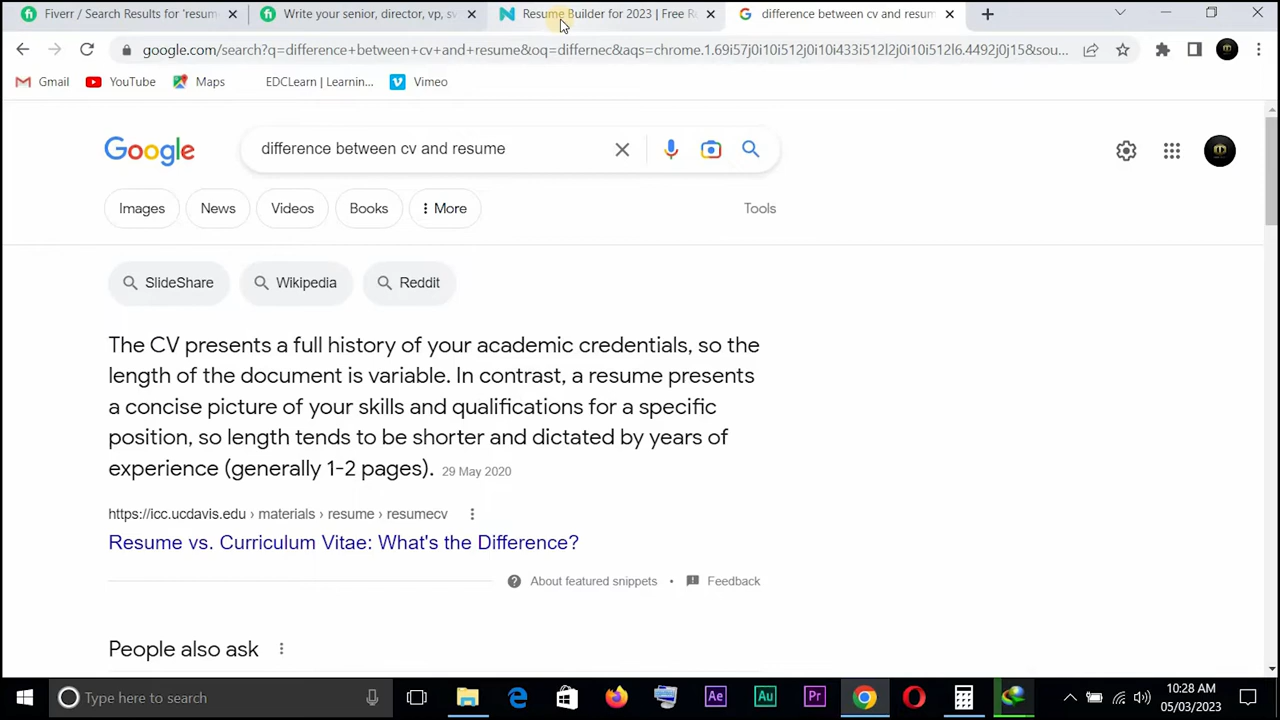 Fiverr / Search Results for 'resum
Write your senior, director, vp, sv
Resume Builder for 2023 | Free R
difference between cv and resum
google.com/search?q=difference+between+cv+and+resume&oq=differnec&aqs=chrome.1.69i57j0i10i512j0i10i433i512l2j0i10i512l6.4492j0j15&sou...
Gmail
YouTube
Maps
EDCLearn | Learnin...
Vimeo
Google
difference between cv and resume
Images
News
Videos
Books
More
Tools
SlideShare
Wikipedia
Reddit
The CV presents a full history of your academic credentials, so the
length of the document is variable. In contrast, a resume presents
a concise picture of your skills and qualifications for a specific
position, so length tends to be shorter and dictated by years of
experience (generally 1-2 pages). 29 May 2020
https://icc.ucdavis.edu › materials › resume › resumecv
Resume vs. Curriculum Vitae: What's the Difference?
About featured snippets • Feedback
People also ask
Type here to search
Ae
Au
Pr
10:28 AM
05/03/2023